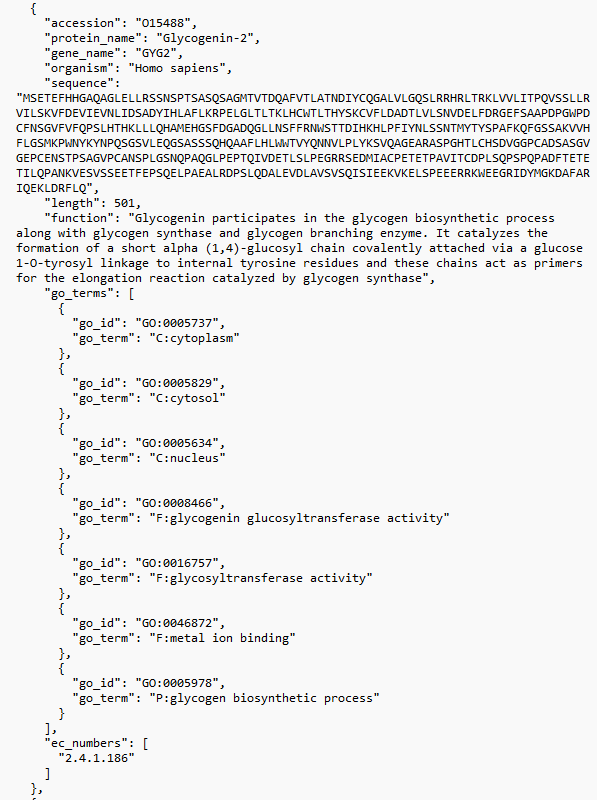 {
"accession": "O15488",
"protein_name": "Glycogenin-2",
"gene_name": "GYG2",
"organism": "Homo sapiens",
"sequence":
"MSETEFHHGAQAGLELLRSSNSPTSASQSAGMTVTDQAFVTLATNDIYCQGALVLGQSLRRHRLTRKLVVLITPQVSSLLR
VILSKVFDEVIEVNLIDSADYIHLAFLKRPELGLTLTKLHCWTLTHYSKCVFLDADTLVLSNVDELFDRGEFSAAPDPGWPD
CFNSGVFVFQPSLHTHKLLLQHAMEHGSFDGADQGLLNSFFRNWSTTDIHKHLPFIYNLSSNTMYTYSPAFKQFGSSAKVVH
FLGSMKPWNYKYNPQSGSVLEQGSASSSQHQAAFLHLWWTVYQNNVLPLYKSVQAGEARASPGHTLCHSDVGGPCADSASGV
GEPCENSTPSAGVPCANSPLGSNQPAQGLPEPTQIVDETLSLPEGRRSEDMIACPETETPAVITCDPLSQPSPQPADFTETE
TILQPANKVESVSSEETFEPSQELPAEALRDPSLQDALEVDLAVSVSQISIEEKVKELSPEEERRKWEEGRIDYMGKDAFAR
IQEKLDRFLQ",
"length": 501,
"function": "Glycogenin participates in the glycogen biosynthetic process
along with glycogen synthase and glycogen branching enzyme. It catalyzes the
formation of a short alpha (1,4)-glucosyl chain covalently attached via a glucose
1-O-tyrosyl linkage to internal tyrosine residues and these chains act as primers
for the elongation reaction catalyzed by glycogen synthase",
"go_terms": [
{
"go_id": "GO:0005737",
"go_term": "C:cytoplasm"
},
{
"go_id": "GO:0005829",
"go_term": "C:cytosol"
},
{
"go_id": "GO:0005634",
"go_term": "C:nucleus"
},
{
"go_id": "GO:0008466",
"go_term": "F:glycogenin glucosyltransferase activity"
},
{
"go_id": "GO:0016757",
"go_term": "F:glycosyltransferase activity"
},
{
"go_id": "GO:0046872",
"go_term": "F:metal ion binding"
},
{
"go_id": "GO:0005978",
"go_term": "P:glycogen biosynthetic process"
}
],
"ec_numbers": [
"2.4.1.186"
]
},